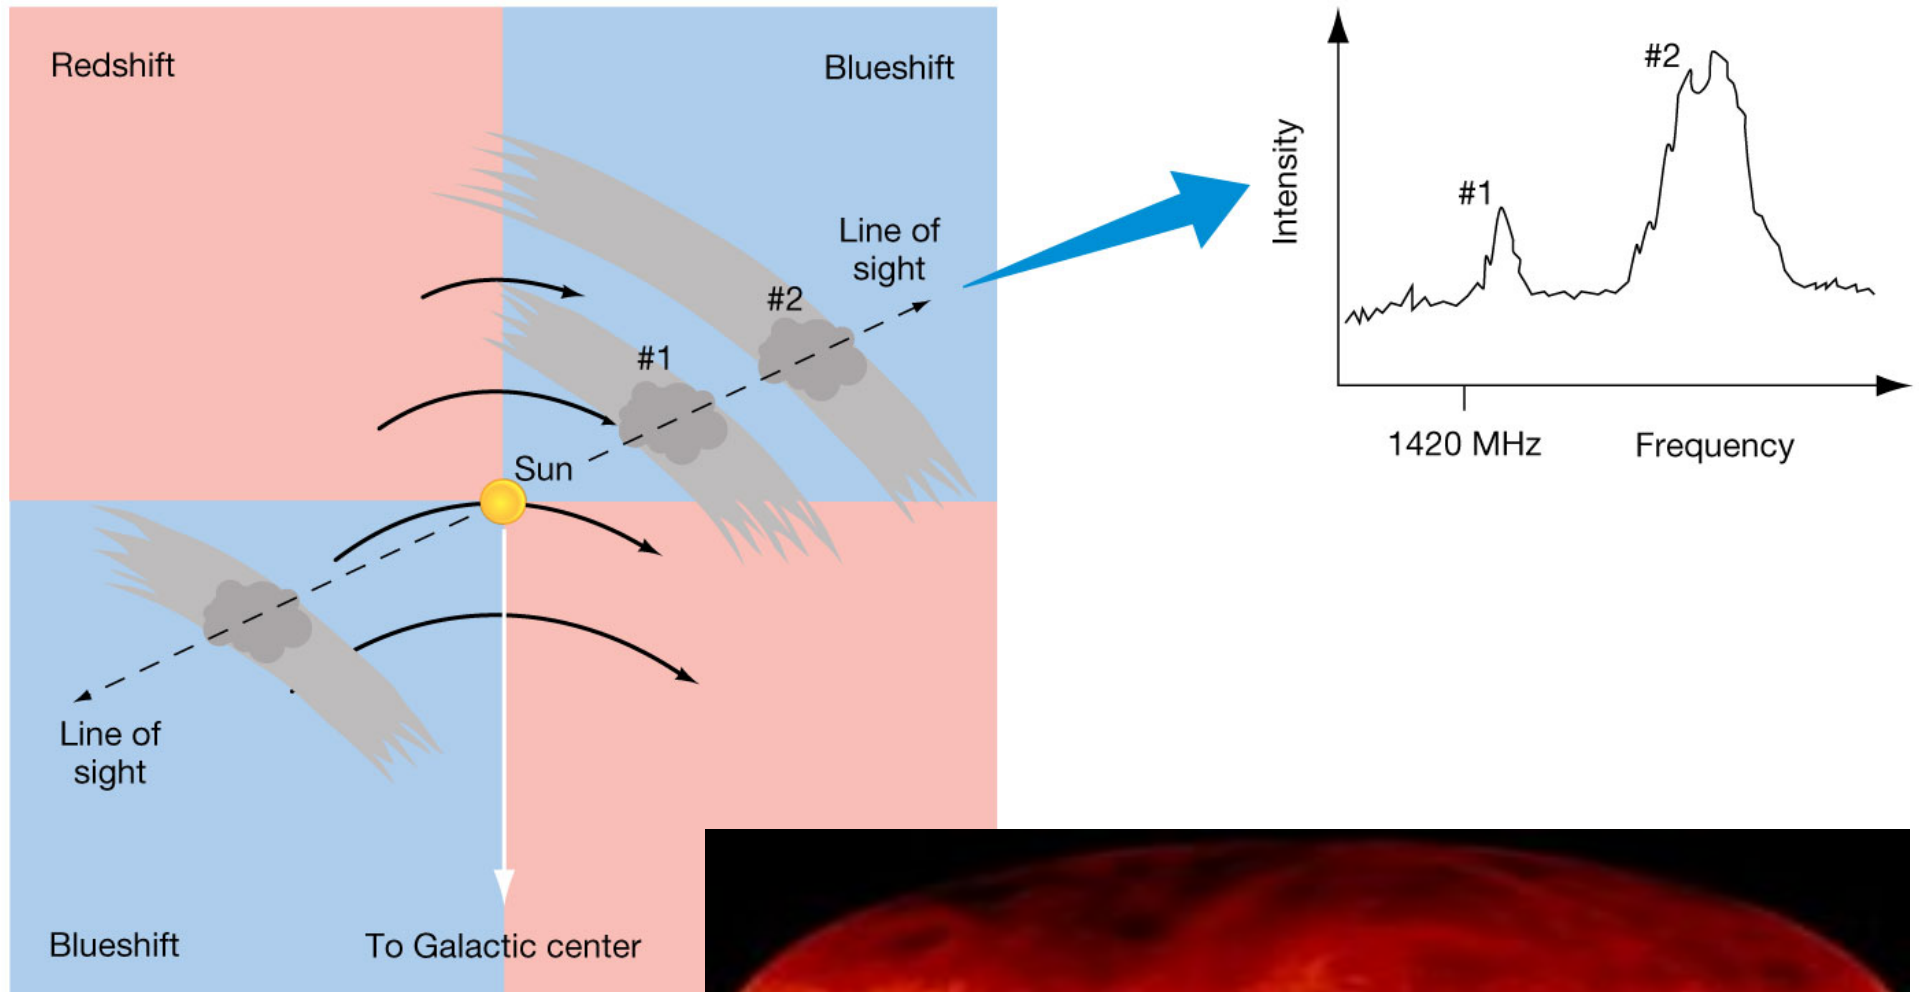 Redshift
Blueshift
Line of
sight
#2
#1
Sun
Line of
sight
Blueshift
To Galactic center
Intensity
#1
#2
1420 MHz
Frequency